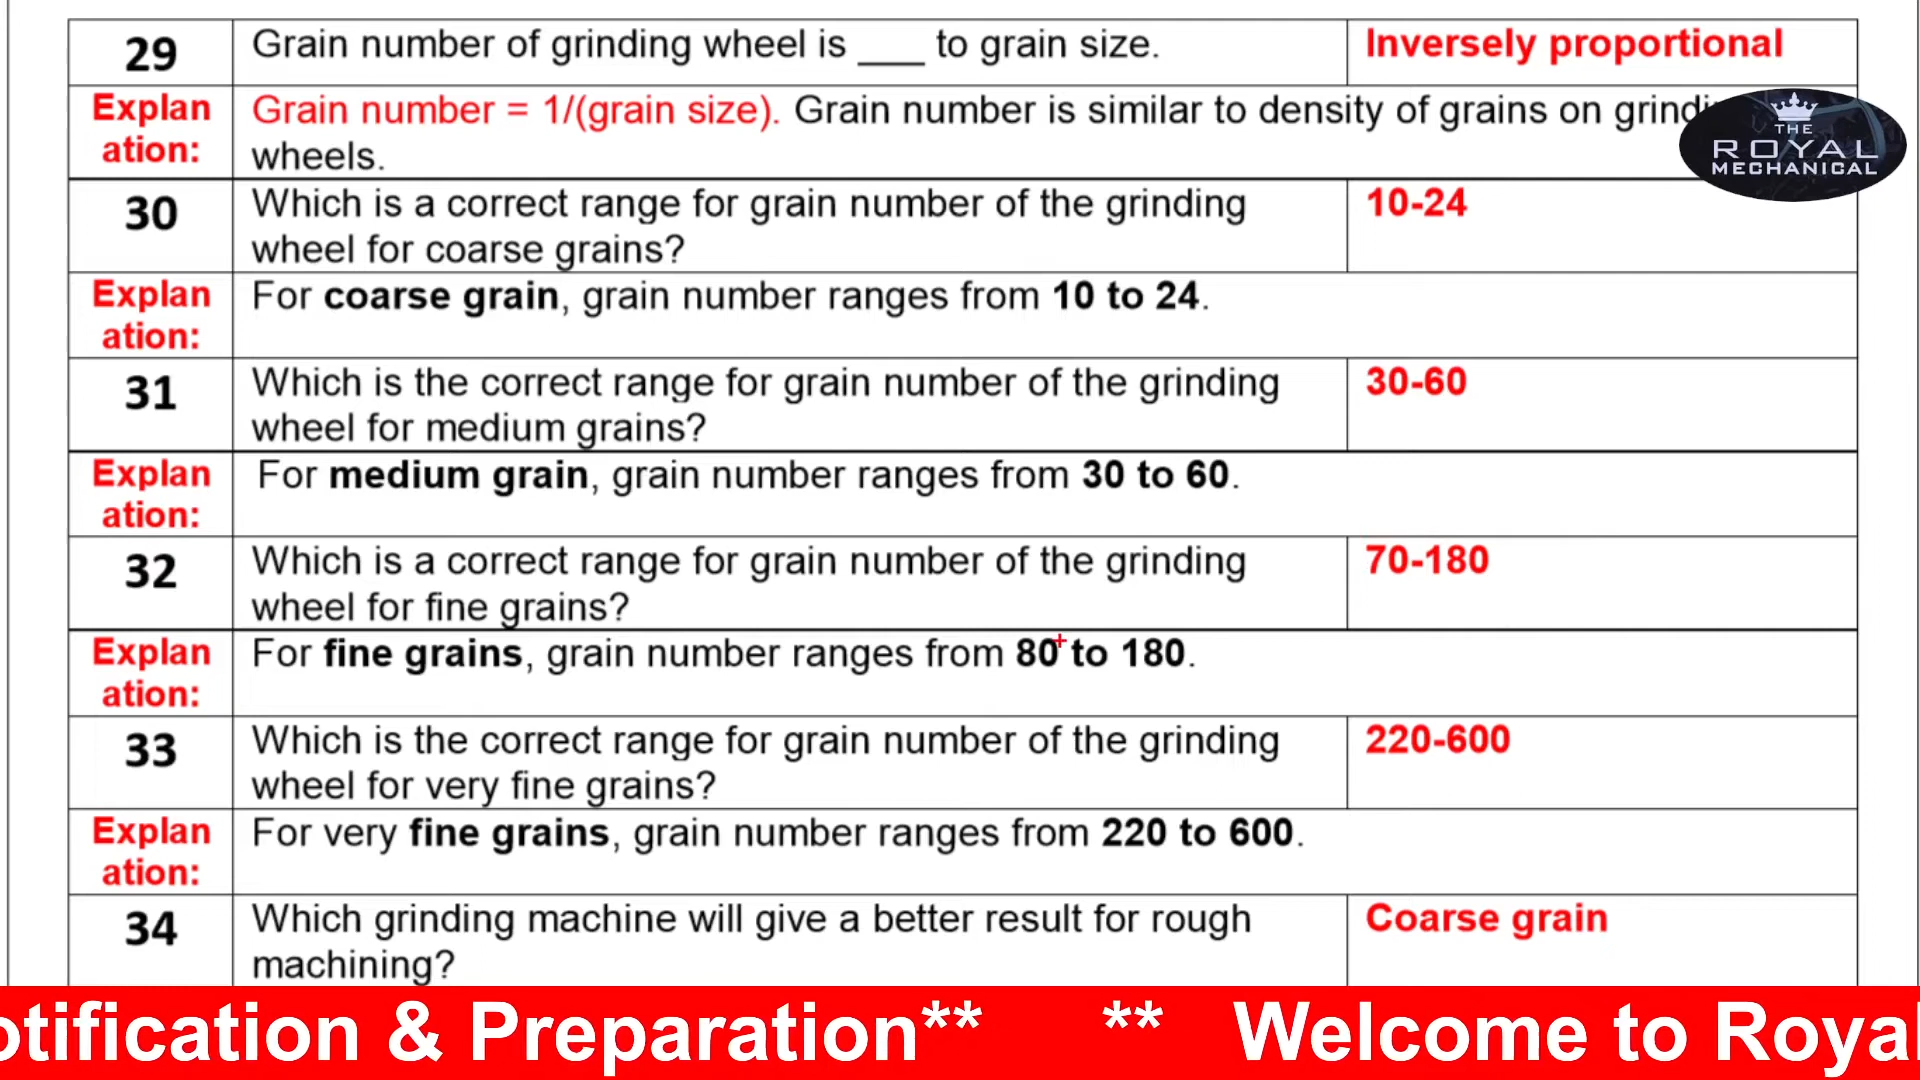 29 Grain number of grinding wheel is ___ to grain size. Inversely proportional
Explan
ation:
Grain number = 1/(grain size). Grain number is similar to density of grains on
wheels.
THE
ROYAL
MECHANICAL
30 Which is a correct range for grain number of the grinding 10-24
wheel for coarse grains?
Explan For coarse grain, grain number ranges from 10 to 24.
ation:
31 Which is the correct range for grain number of the grinding 30-60
wheel for medium grains?
Explan For medium grain, grain number ranges from 30 to 60.
ation:
32 Which is a correct range for grain number of the grinding 70-180
wheel for fine grains?
Explan For fine grains, grain number ranges from 80 to 180.
ation:
33 Which is the correct range for grain number of the grinding 220-600
wheel for very fine grains?
Explan For very fine grains, grain number ranges from 220 to 600.
ation:
34 Which grinding machine will give a better result for rough Coarse grain
machining?
otification & Preparation** ** Welcome to Roya